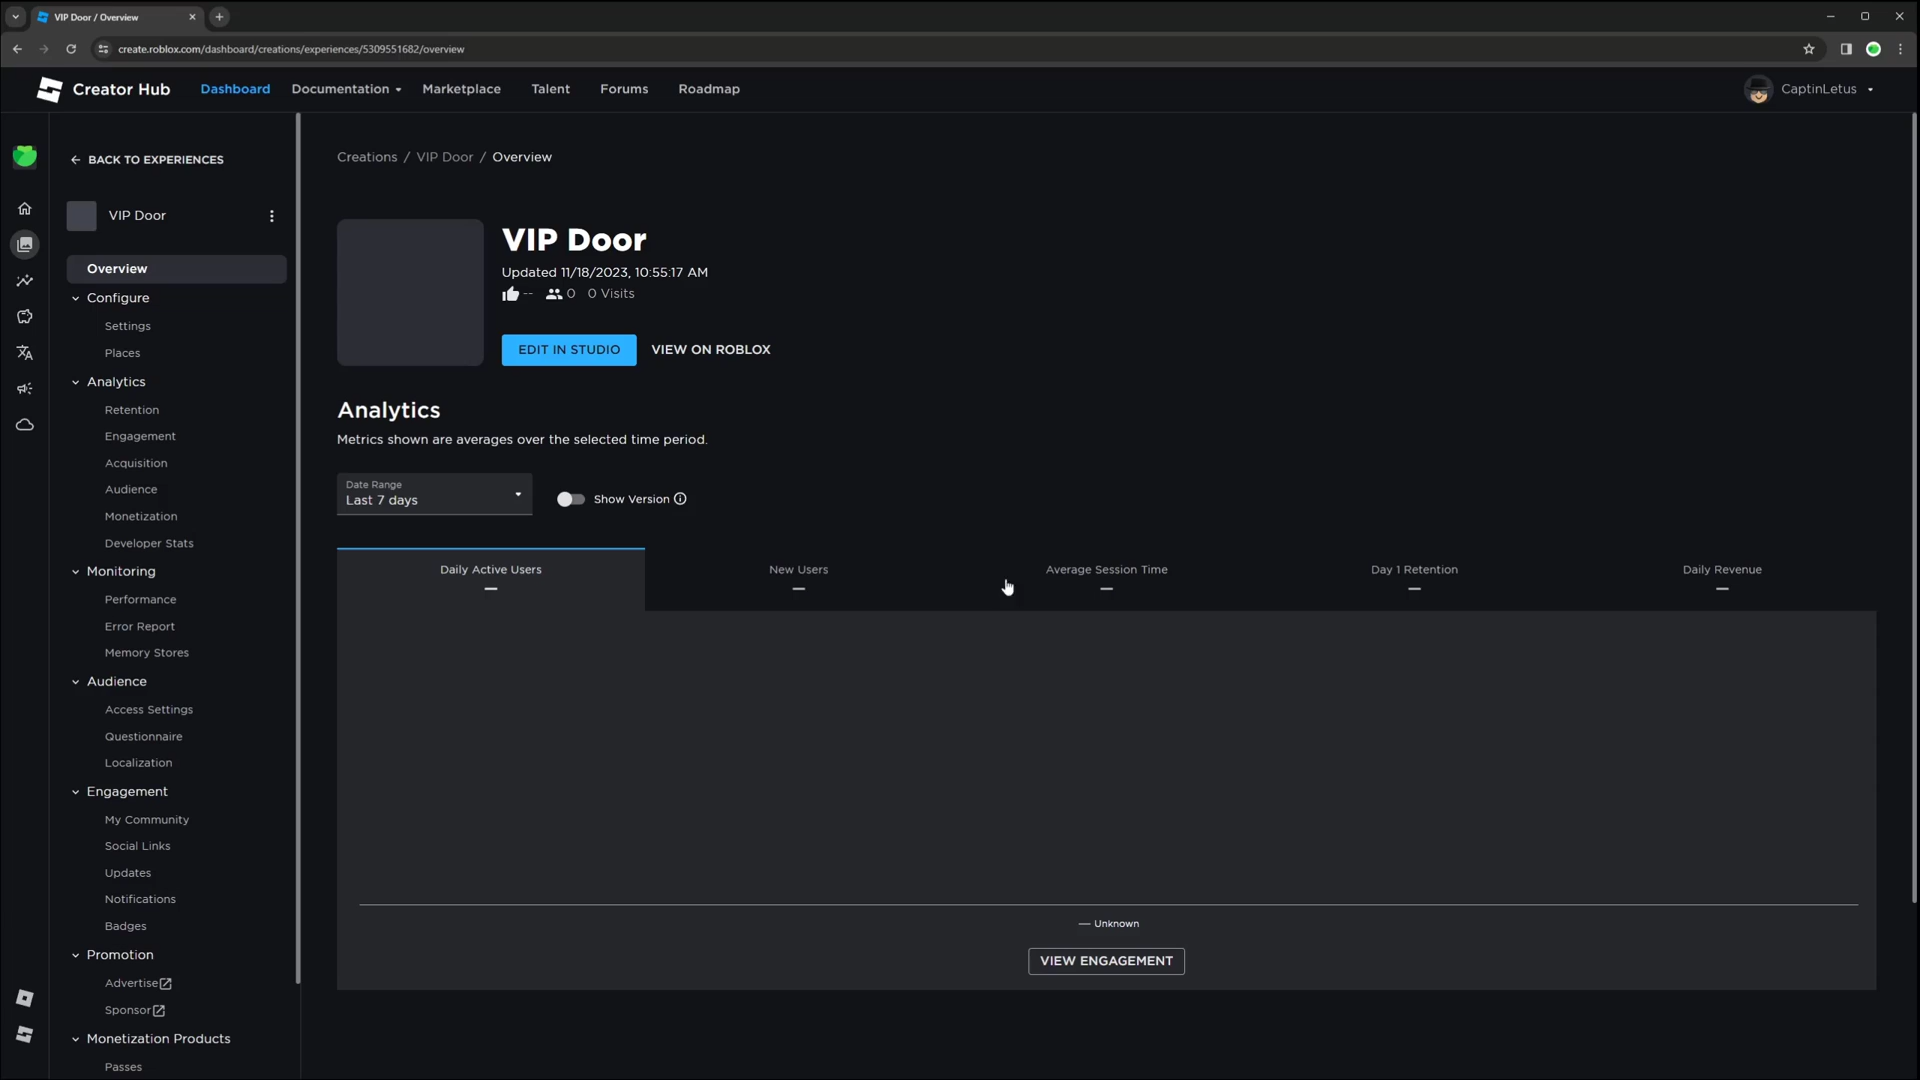 VIP Door / Overview
create.roblox.com/dashboard/creations/experiences/5309551682/overview
Creator Hub
Dashboard
Documentation
Marketplace
Talent
Forums
Roadmap
CaptinLetus
BACK TO EXPERIENCES
VIP Door
Overview
Configure
Settings
Places
Analytics
Retention
Engagement
Acquisition
Audience
Monetization
Developer Stats
Monitoring
Performance
Error Report
Memory Stores
Audience
Access Settings
Questionnaire
Localization
Engagement
My Community
Social Links
Updates
Notifications
Badges
Promotion
Advertise
Sponsor
Monetization Products
Passes
Creations / VIP Door / Overview
VIP Door
Updated 11/18/2023, 10:55:17 AM
-- 0 0 Visits
EDIT IN STUDIO
VIEW ON ROBLOX
Analytics
Metrics shown are averages over the selected time period.
Date Range
Last 7 days
Show Version
Daily Active Users
—
New Users
—
Average Session Time
—
Day 1 Retention
—
Daily Revenue
—
Unknown
VIEW ENGAGEMENT